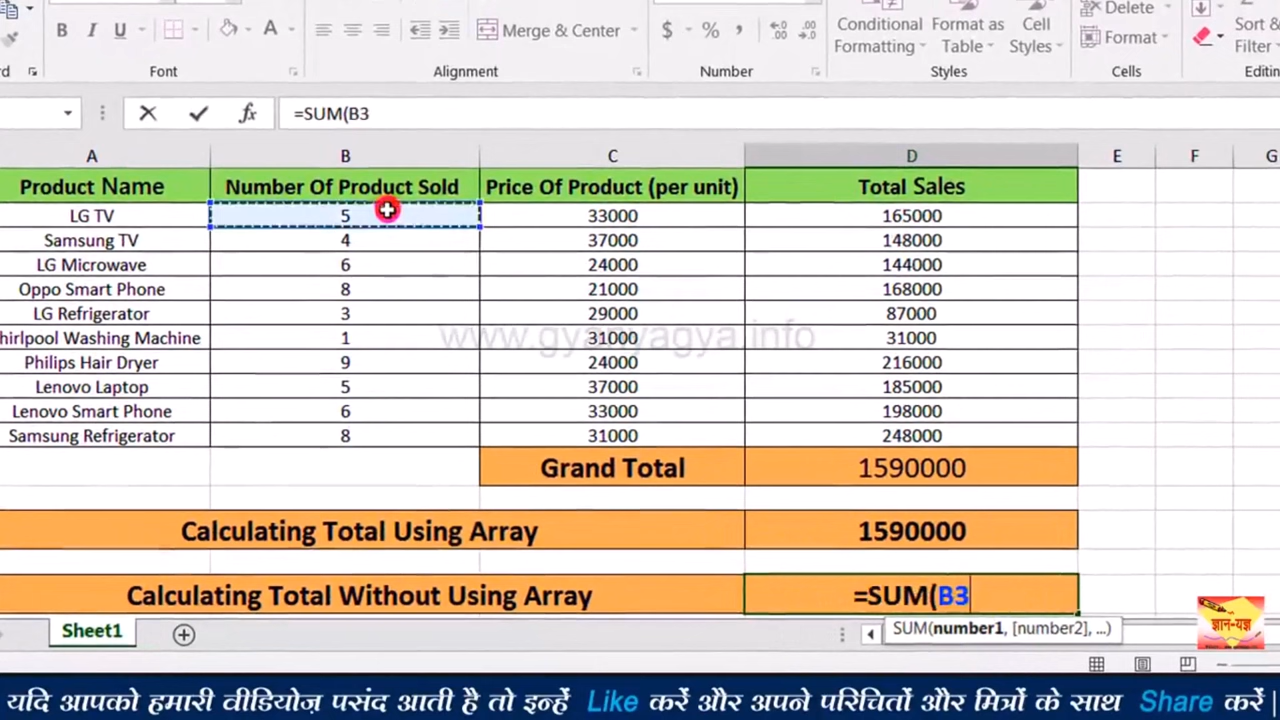 Merge & Center
$ % ,
Conditional Formatting
Format as Table
Cell Styles
Delete
Format
Sort &
Filter
B I U A
Font
Alignment
Number
Styles
Cells
=SUM(B3
A B C D E F G
Product Name Number Of Product Sold Price Of Product (per unit) Total Sales
LG TV 5 33000 165000
Samsung TV 4 37000 148000
LG Microwave 6 24000 144000
Oppo Smart Phone 8 21000 168000
LG Refrigerator 3 29000 87000
hirlpool Washing Machine 1 31000 31000
Philips Hair Dryer 9 24000 216000
Lenovo Laptop 5 37000 185000
Lenovo Smart Phone 6 33000 198000
Samsung Refrigerator 8 31000 248000
www.gyanyagya.info
Grand Total 1590000
Calculating Total Using Array 1590000
Calculating Total Without Using Array =SUM(B3
SUM(number1, [number2], ...)
Sheet1
ज्ञान-यज्ञ
यदि आपको हमारी वीडियोज़ पसंद आती है तो इन्हें Like करें और अपने परिचितों और मित्रों के साथ Share करें |